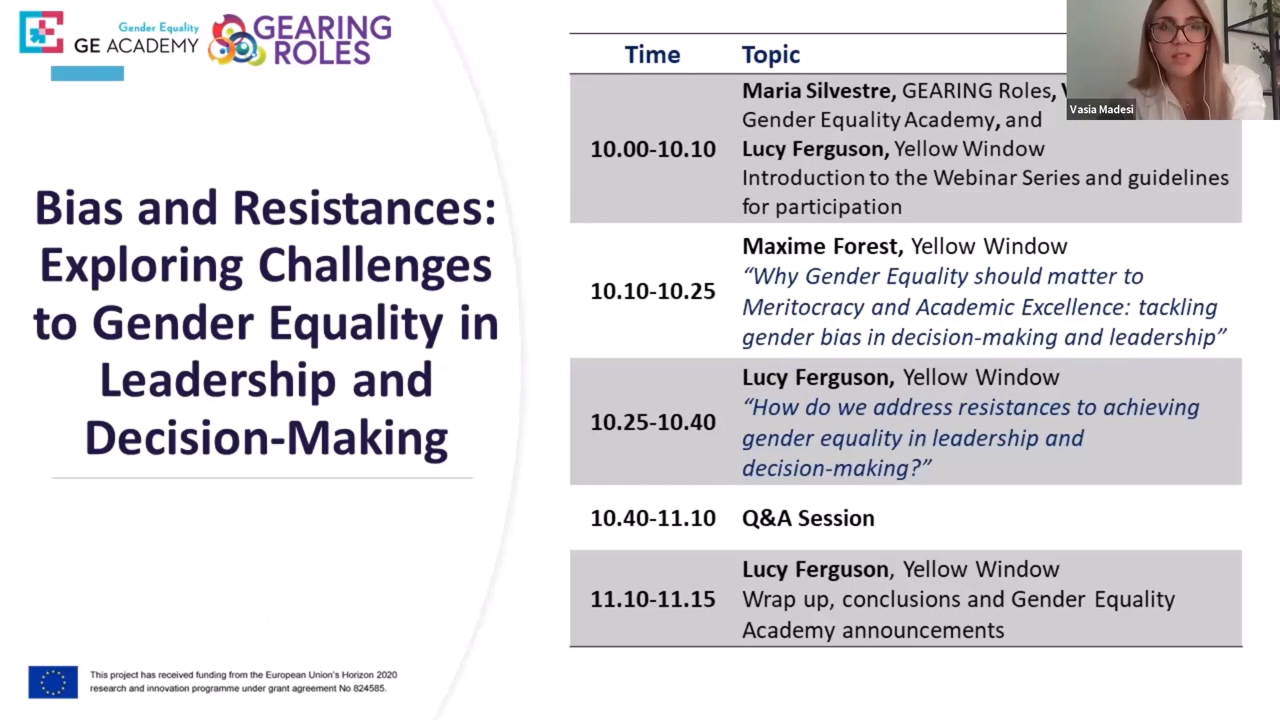 Gender Equality
GE ACADEMY
GEARING
ROLES
Bias and Resistances:
Exploring Challenges
to Gender Equality in
Leadership and
Decision-Making
This project has received funding from the European Union's Horizon 2020
research and innovation programme under grant agreement No 824585.
Time Topic
Vasia Madesi
10.00-10.10
Maria Silvestre, GEARING Roles,
Gender Equality Academy, and
Lucy Ferguson, Yellow Window
Introduction to the Webinar Series and guidelines
for participation
10.10-10.25
Maxime Forest, Yellow Window
“Why Gender Equality should matter to
Meritocracy and Academic Excellence: tackling
gender bias in decision-making and leadership”
10.25-10.40
Lucy Ferguson, Yellow Window
“How do we address resistances to achieving
gender equality in leadership and
decision-making?”
10.40-11.10 Q&A Session
11.10-11.15
Lucy Ferguson, Yellow Window
Wrap up, conclusions and Gender Equality
Academy announcements